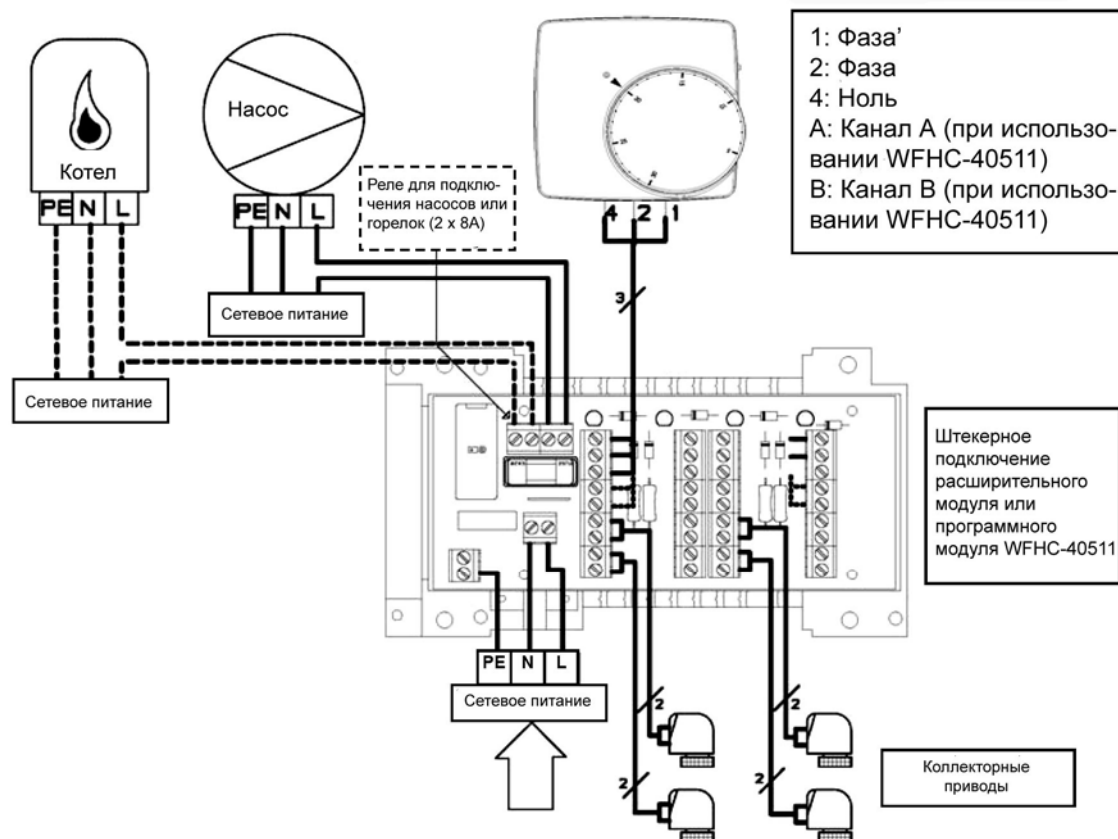 1: Фаза'
2: Фаза
4: Ноль
A: Канал A (при использо-
вании WFHC-40511)
B: Канал B (при использо-
вании WFHC-40511)
Котел
PE N L
Насос
PE N L
Реле для подклю-
чения насосов или
горелок (2 x 8A)
4 2 1
3
Сетевое питание
Сетевое питание
Штекерное
подключение
расширительного
модуля или
программного
модуля WFHC-40511
PE N L
Сетевое питание
2
2
2
2
Коллекторные
приводы